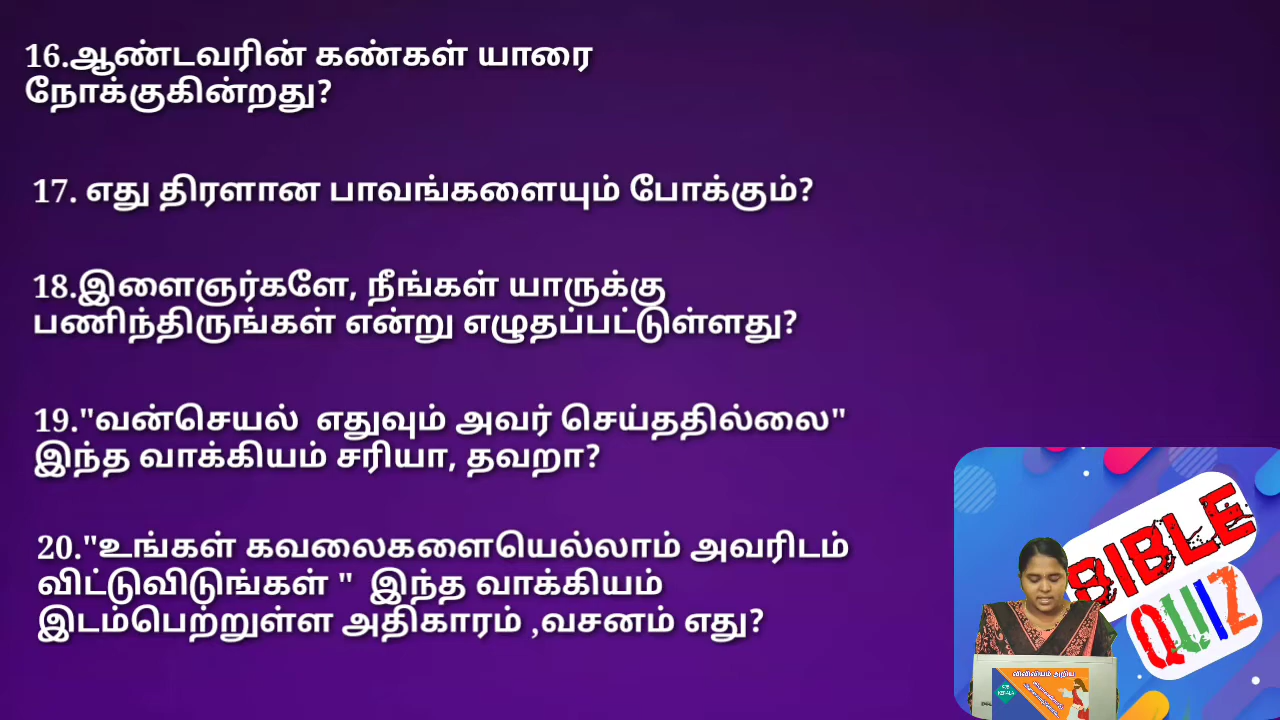 16.ஆண்டவரின் கண்கள் யாரை
நோக்குகின்றது?
17. எது திரளான பாவங்களையும் போக்கும்?
18.இளைஞர்களே, நீங்கள் யாருக்கு
பணிந்திருங்கள் என்று எழுதப்பட்டுள்ளது?
19."வன்செயல்  எதுவும் அவர் செய்ததில்லை"
இந்த வாக்கியம் சரியா, தவறா?
20."உங்கள் கவலைகளையெல்லாம் அவரிடம்
விட்டுவிடுங்கள் "  இந்த வாக்கியம்
இடம்பெற்றுள்ள அதிகாரம் ,வசனம் எது?
BIBLE
QUIZ